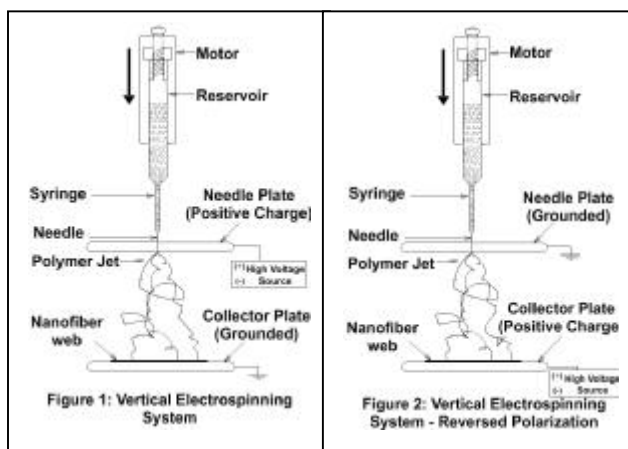 Motor
Reservoir
Syringe
Needle Plate
(Positive Charge)
Needle
Polymer Jet
(+) High Voltage
(-) Source
Nanofiber
web
Collector Plate
(Grounded)
Figure 1: Vertical Electrospinning
System
Motor
Reservoir
Syringe
Needle Plate
(Grounded)
Needle
Polymer Jet
Collector Plate
(Positive Charge
Nanofiber
web
(+) High Voltage
(-) Source
Figure 2: Vertical Electrospinning
System - Reversed Polarization